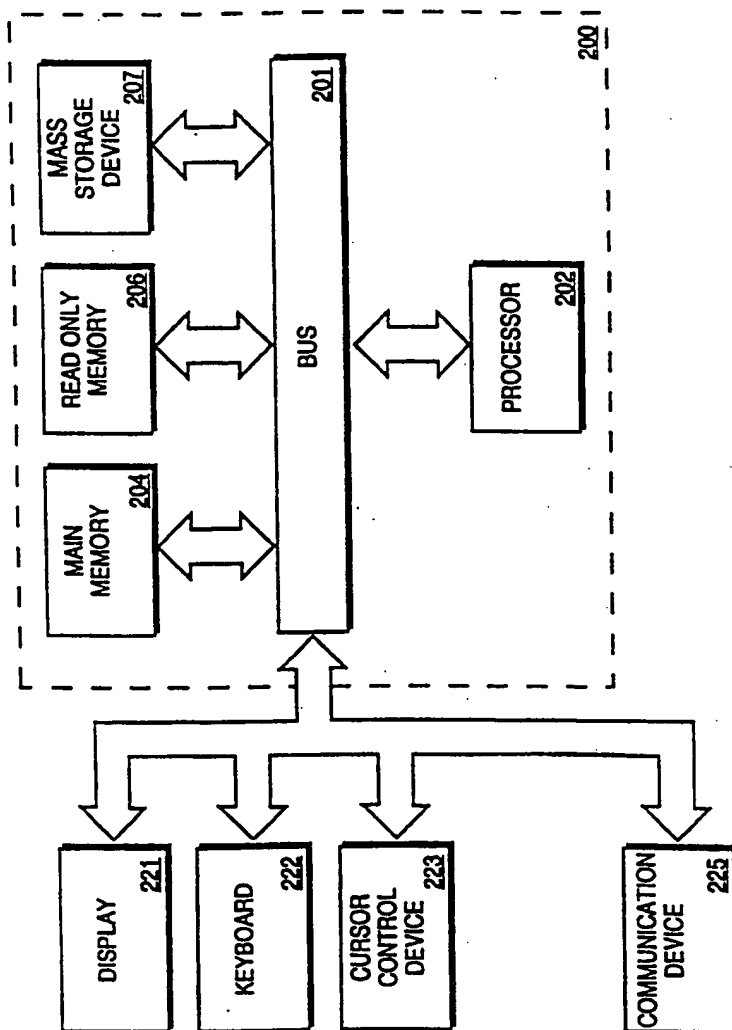 MAIN
MEMORY
204
READ ONLY
MEMORY
206
MASS
STORAGE
DEVICE
207
BUS
201
PROCESSOR
202
200
DISPLAY
221
KEYBOARD
222
CURSOR
CONTROL
DEVICE
223
COMMUNICATION
DEVICE
225